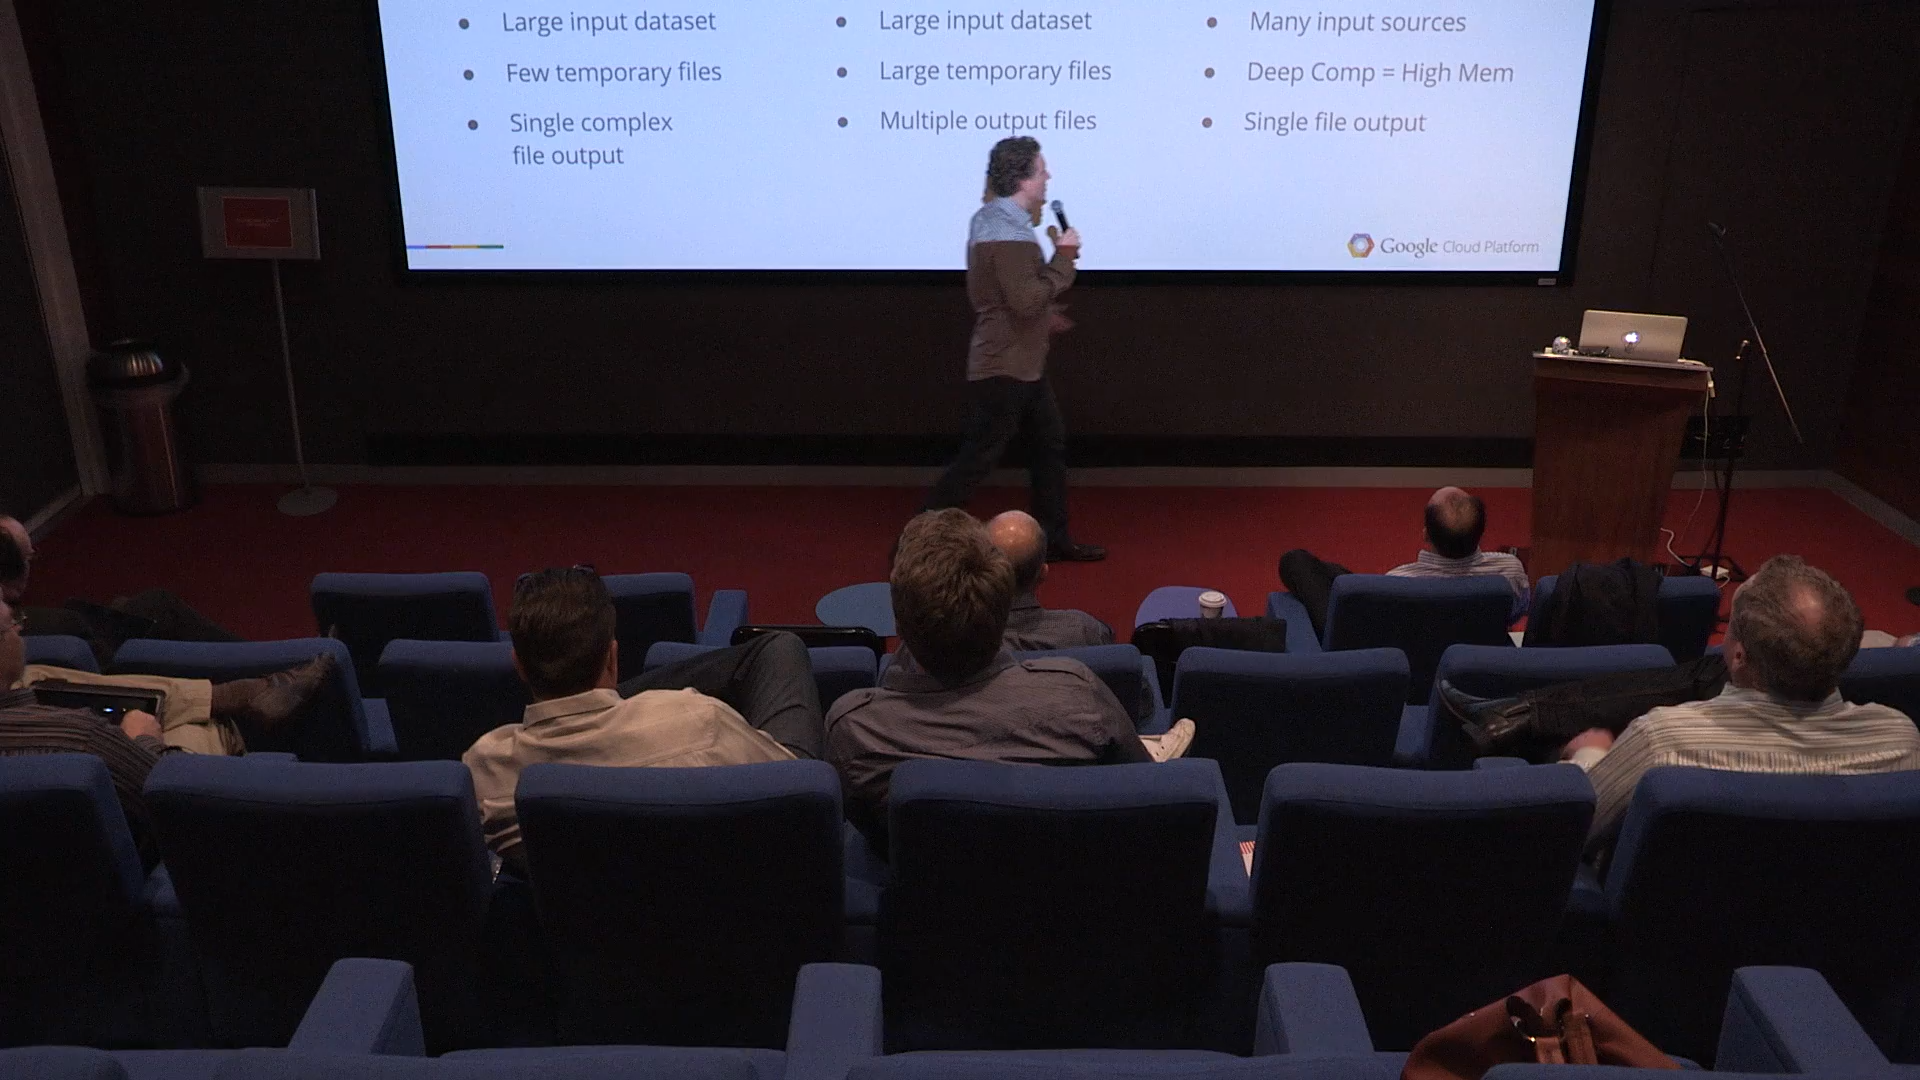 Large input dataset
Few temporary files
Single complex
file output
Large input dataset
Large temporary files
Multiple output files
Many input sources
Deep Comp = High Mem
Single file output
Google Cloud Platform